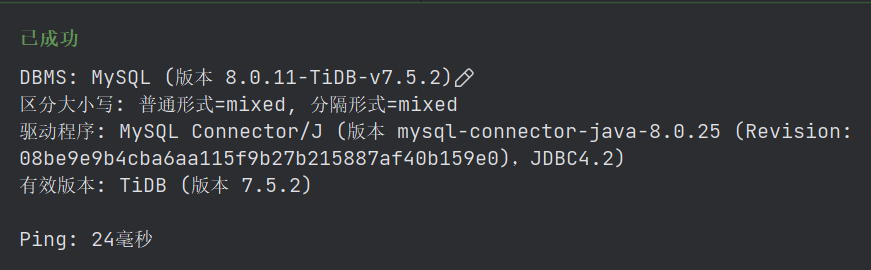 已成功
DBMS: MySQL (版本 8.0.11-TiDB-v7.5.2)
区分大小写: 普通形式=mixed, 分隔形式=mixed
驱动程序: MySQL Connector/J (版本 mysql-connector-java-8.0.25 (Revision:
08be9e9b4cba6aa115f9b27b215887af40b159e0)，JDBC4.2)
有效版本: TiDB (版本 7.5.2)
Ping: 24毫秒